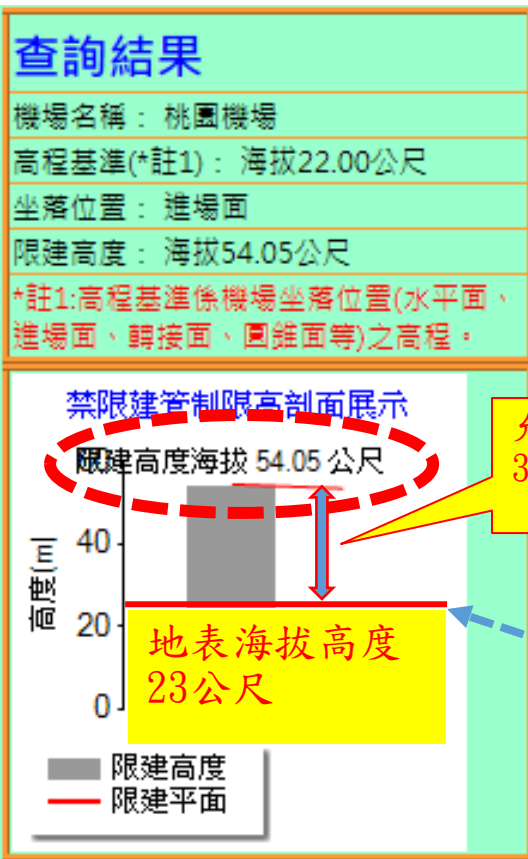 查詢結果
機場名稱： 桃園機場
高程基準(*註1)： 海拔22.00公尺
坐落位置： 進場面
限建高度： 海拔54.05公尺
*註1:高程基準係機場坐落位置(水平面、
進場面、轉接面、圓錐面等)之高程。
禁限建管制限高剖面展示
限建高度海拔 54.05 公尺
3
40
高度(m)
20
地表海拔高度
23公尺
0
限建高度
限建平面